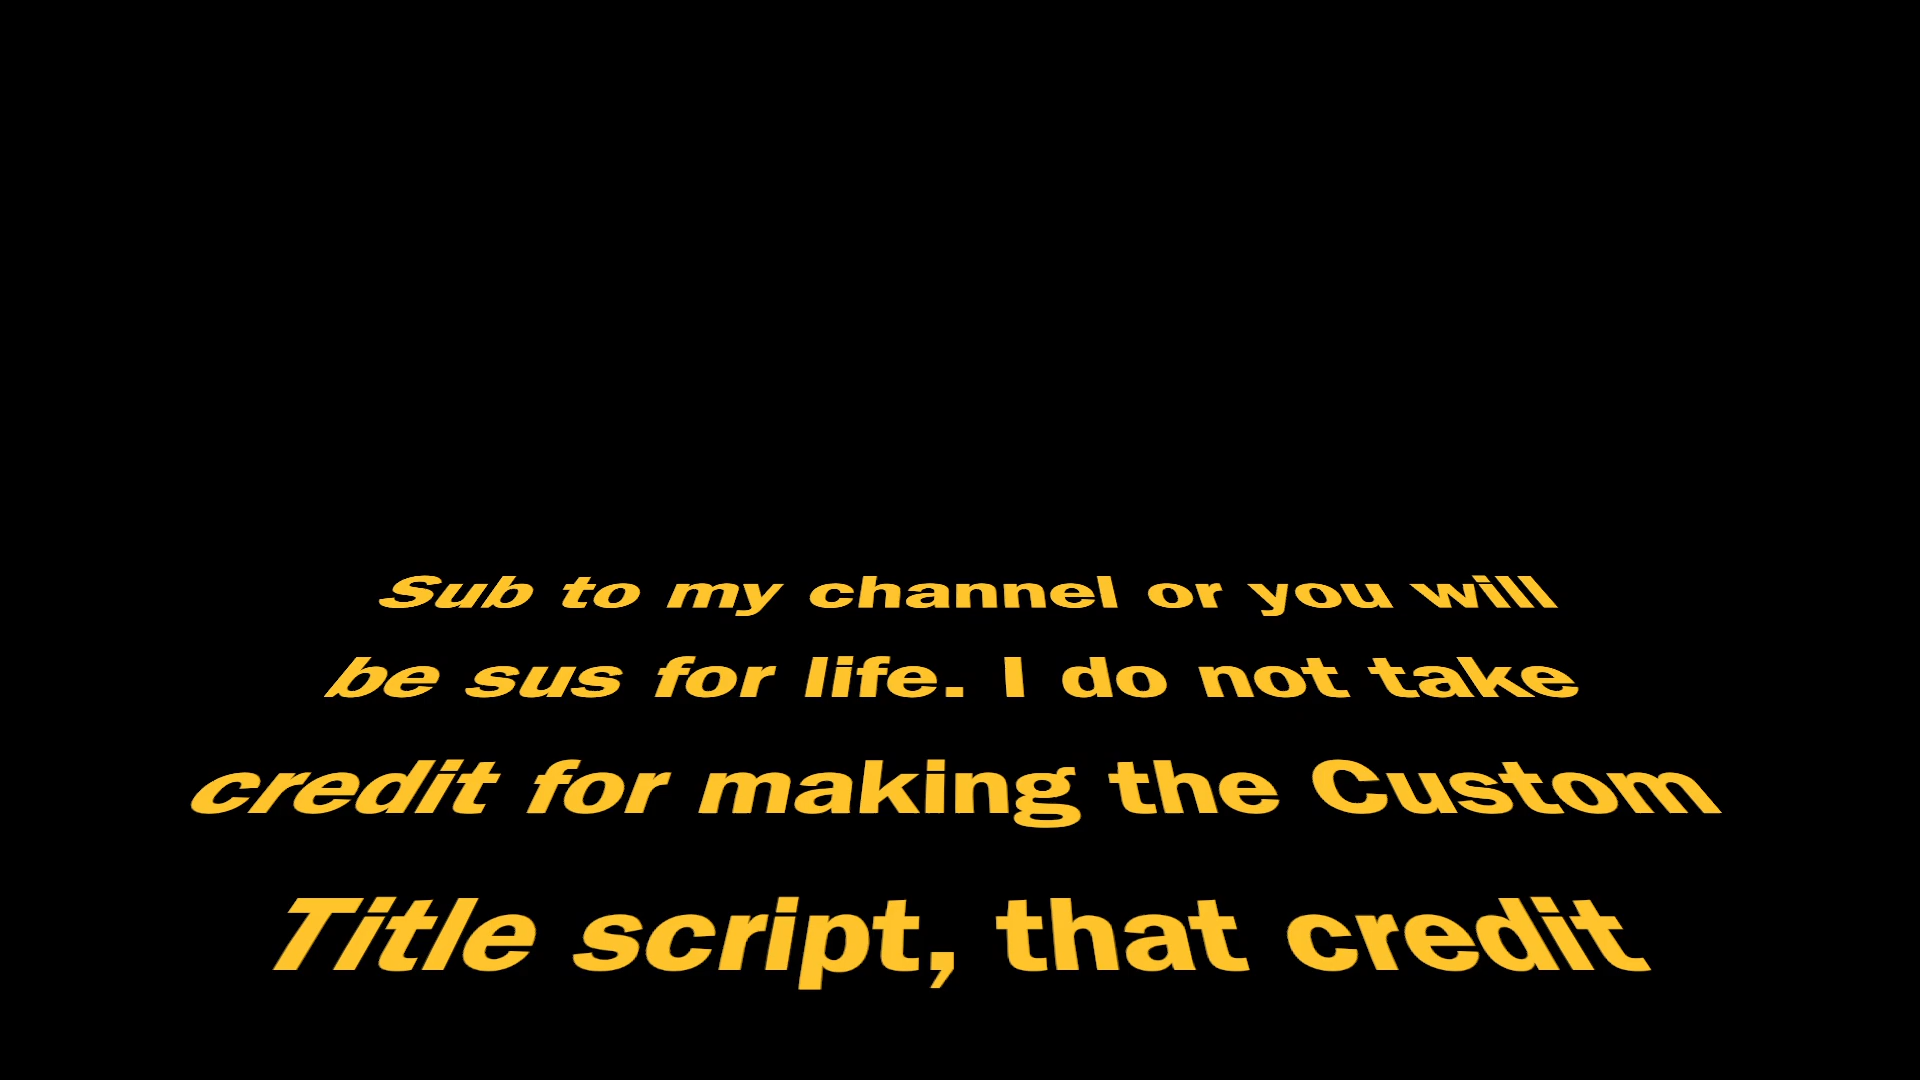 Sub to my channel or you will
be sus for life. I do not take
credit for making the Custom
Title script, that credit